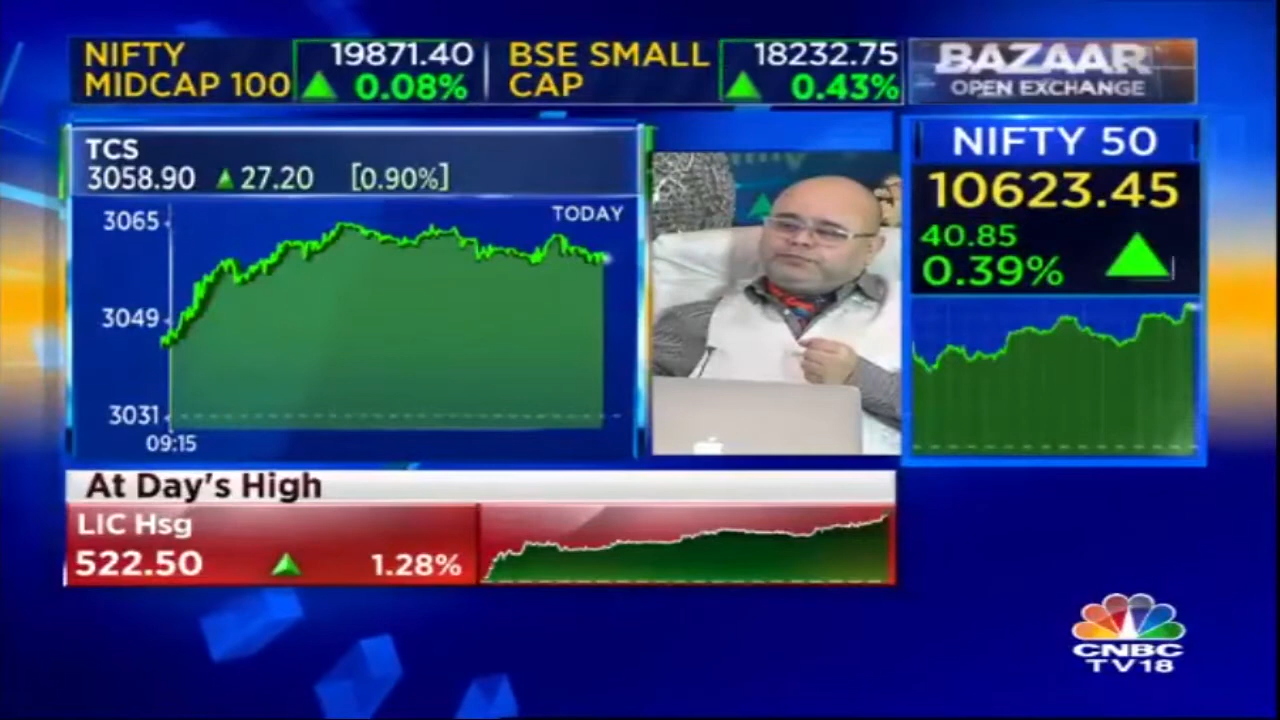 NIFTY
MIDCAP 100
19871.40
0.08%
BSE SMALL
CAP
18232.75
0.43%
BAZAAR
OPEN EXCHANGE
TCS
3058.90 27.20 [0.90%]
TODAY
3065
3049
3031
09:15
NIFTY 50
10623.45
40.85
0.39%
At Day's High
LIC Hsg
522.50 1.28%
CNBC
TV18